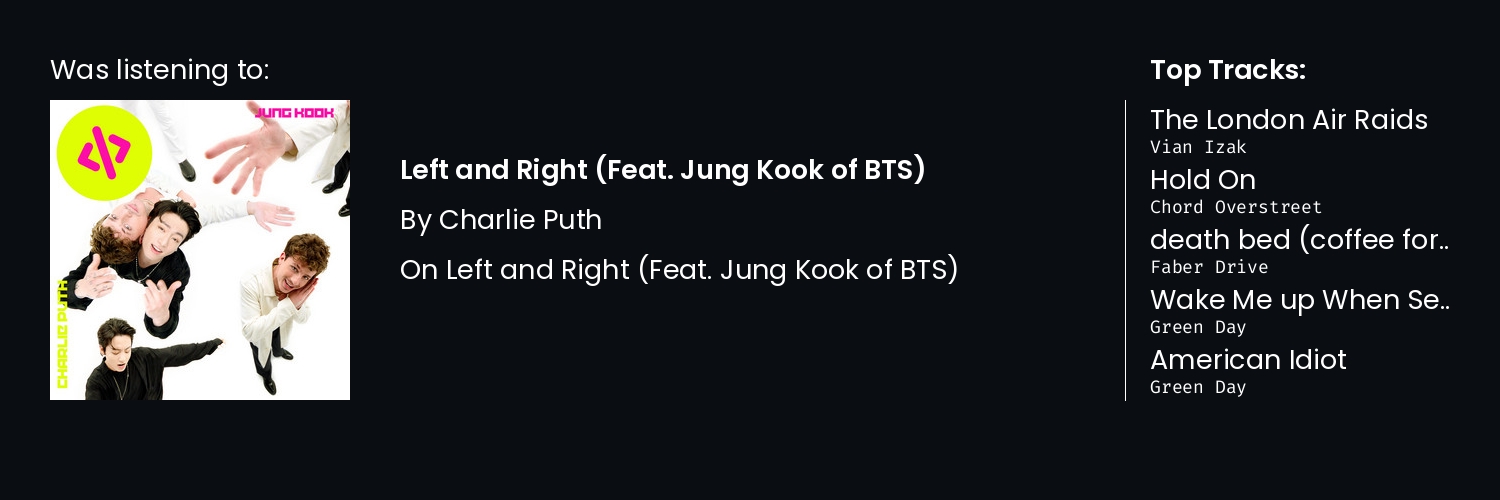 Was listening to:
JUNG KOOK
CHARLIE PUTH
Left and Right (Feat. Jung Kook of BTS)
By Charlie Puth
On Left and Right (Feat. Jung Kook of BTS)
Top Tracks:
The London Air Raids
Vian Izak
Hold On
Chord Overstreet
death bed (coffee for..
Faber Drive
Wake Me up When Se..
Green Day
American Idiot
Green Day